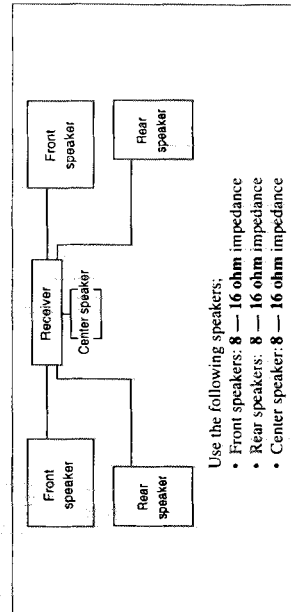 Front
speaker
Receiver
Front
speaker
Center speaker
Rear
speaker
Rear
speaker
Use the following speakers;
• Front speakers: 8 — 16 ohm impedance
• Rear speakers: 8 — 16 ohm impedance
• Center speaker: 8 — 16 ohm impedance